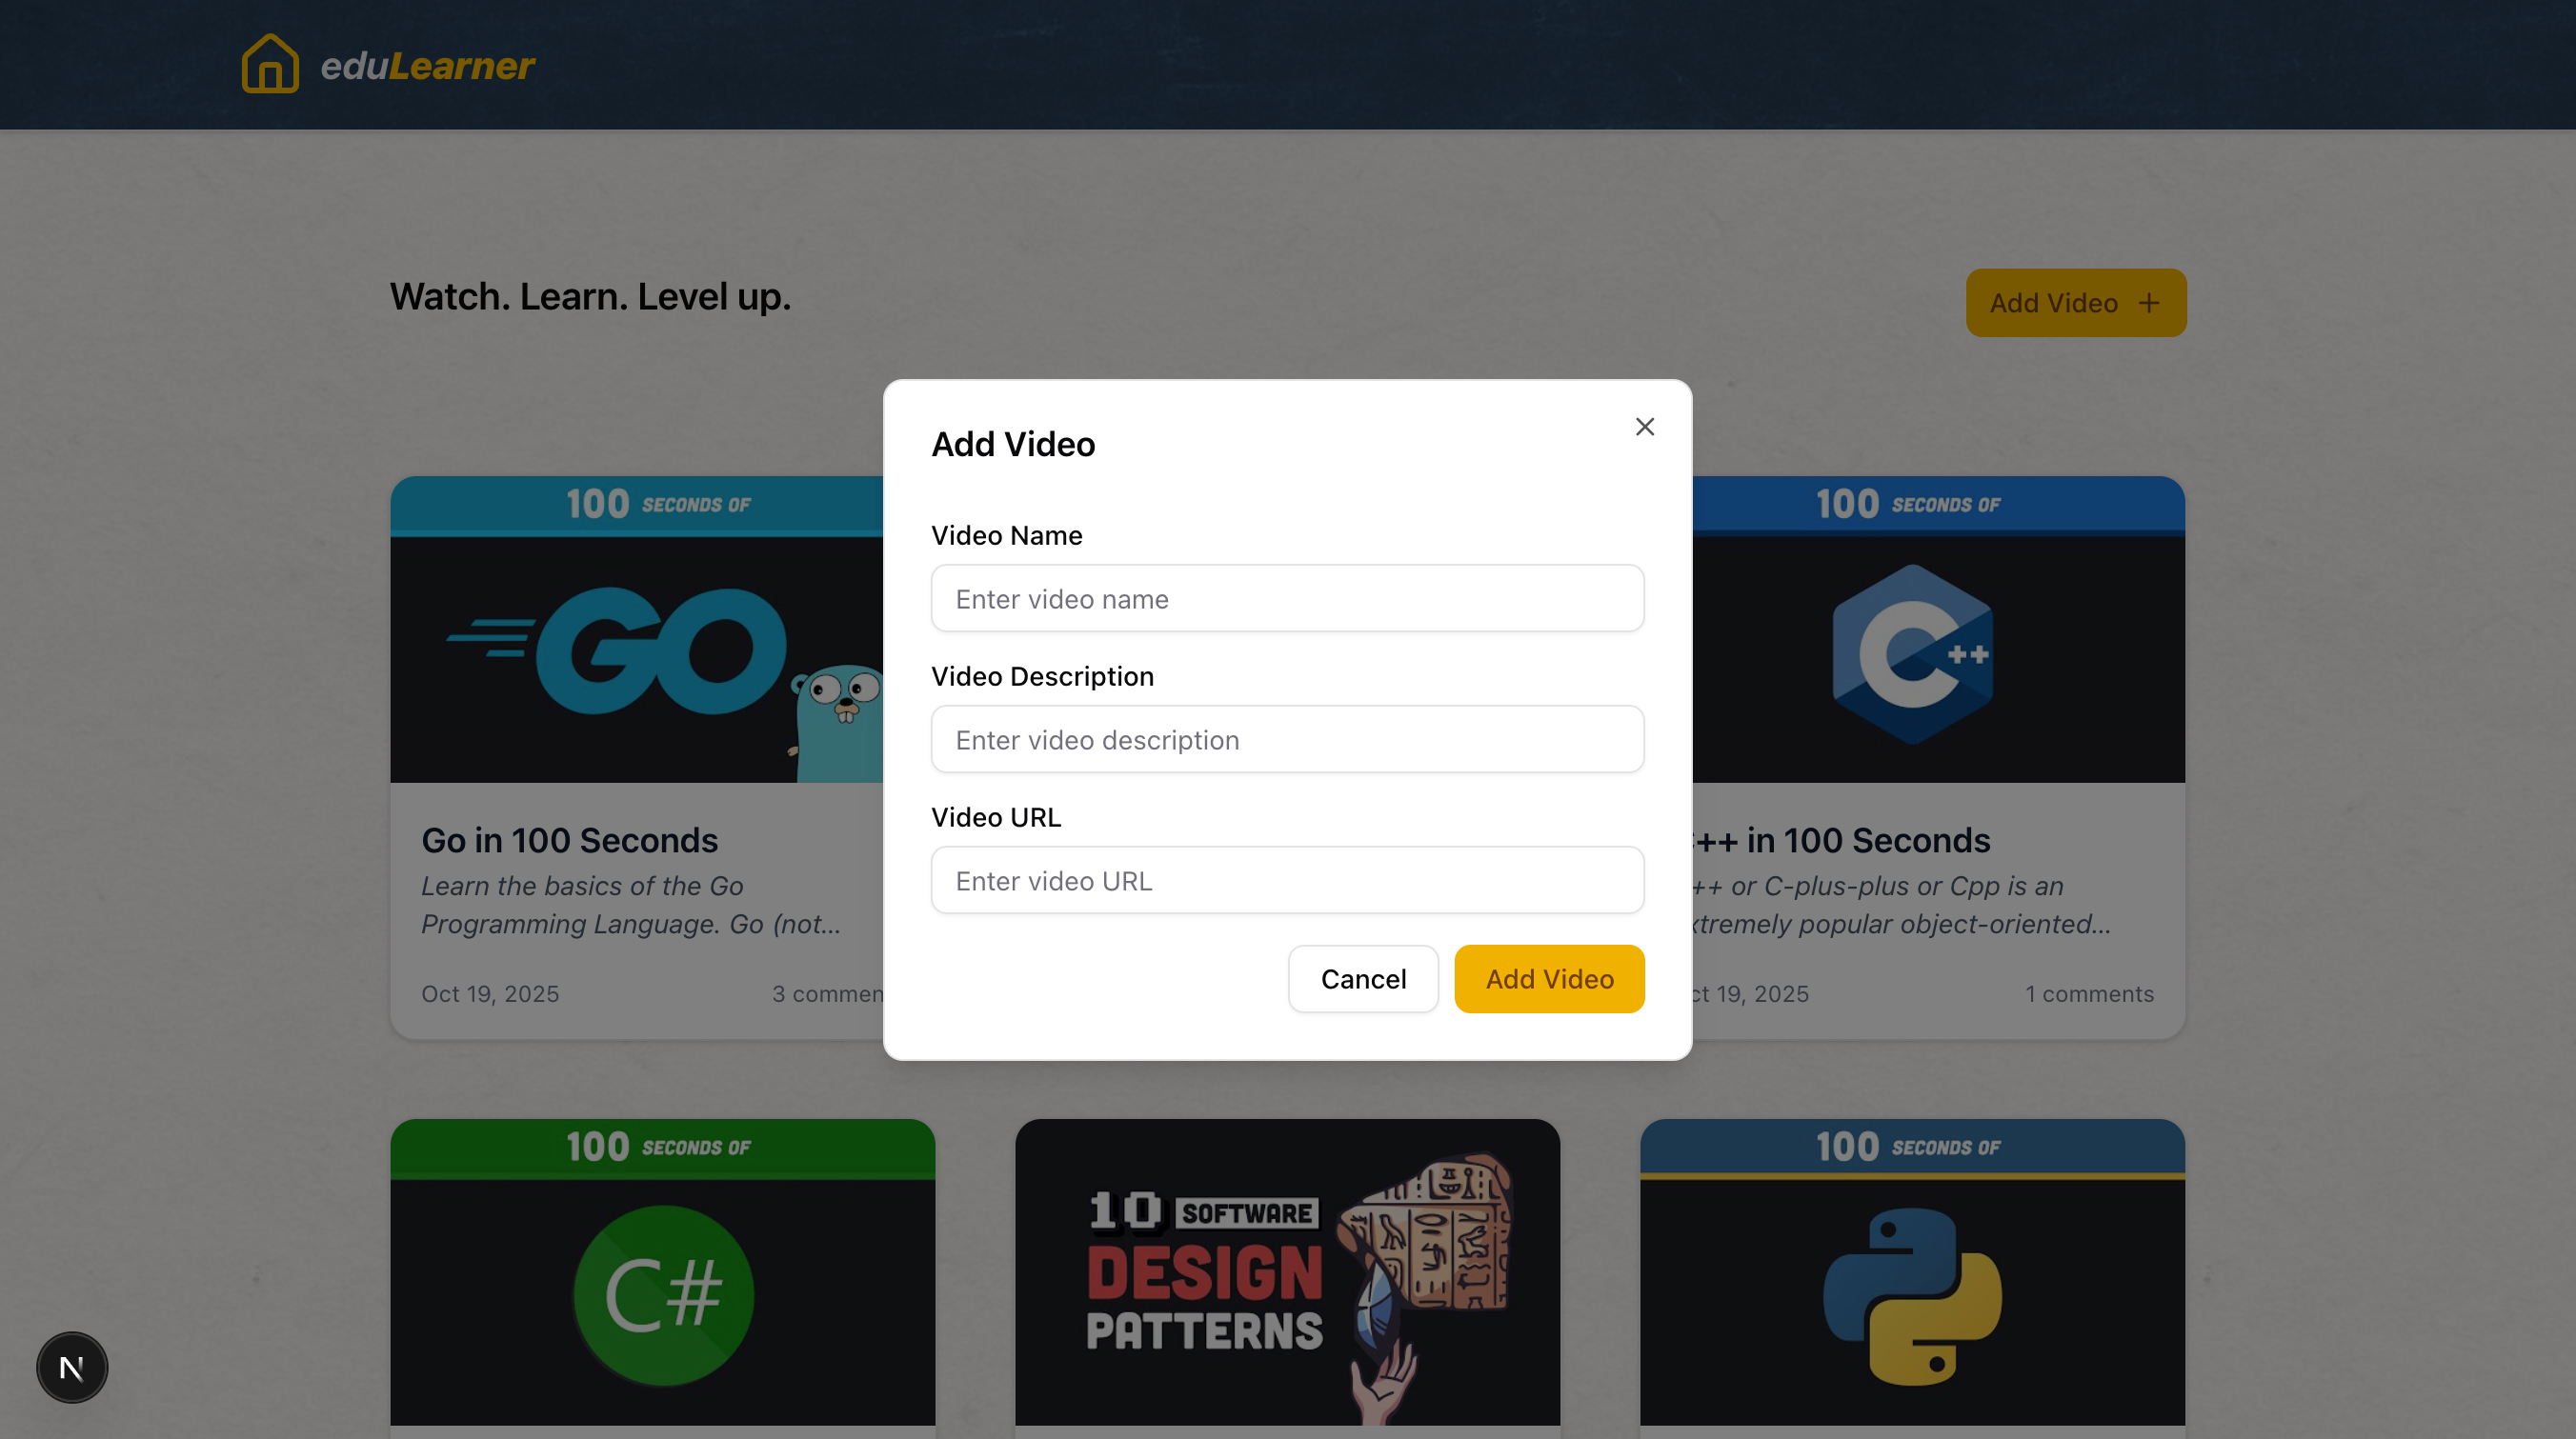 eduLearner
Watch. Learn. Level up.
Add Video +
Add Video
Video Name
Enter video name
Video Description
Enter video description
Video URL
Enter video URL
Cancel
Add Video
100 SECONDS OF
GO
Go in 100 Seconds
Learn the basics of the Go
Programming Language. Go (not...
Oct 19, 2025
3 commen
100 SECONDS OF
C++
++ in 100 Seconds
++ or C-plus-plus or Cpp is an
xtremely popular object-oriented...
ct 19, 2025
1 comments
100 SECONDS OF
C#
10 SOFTWARE
DESIGN
PATTERNS
100 SECONDS OF
N